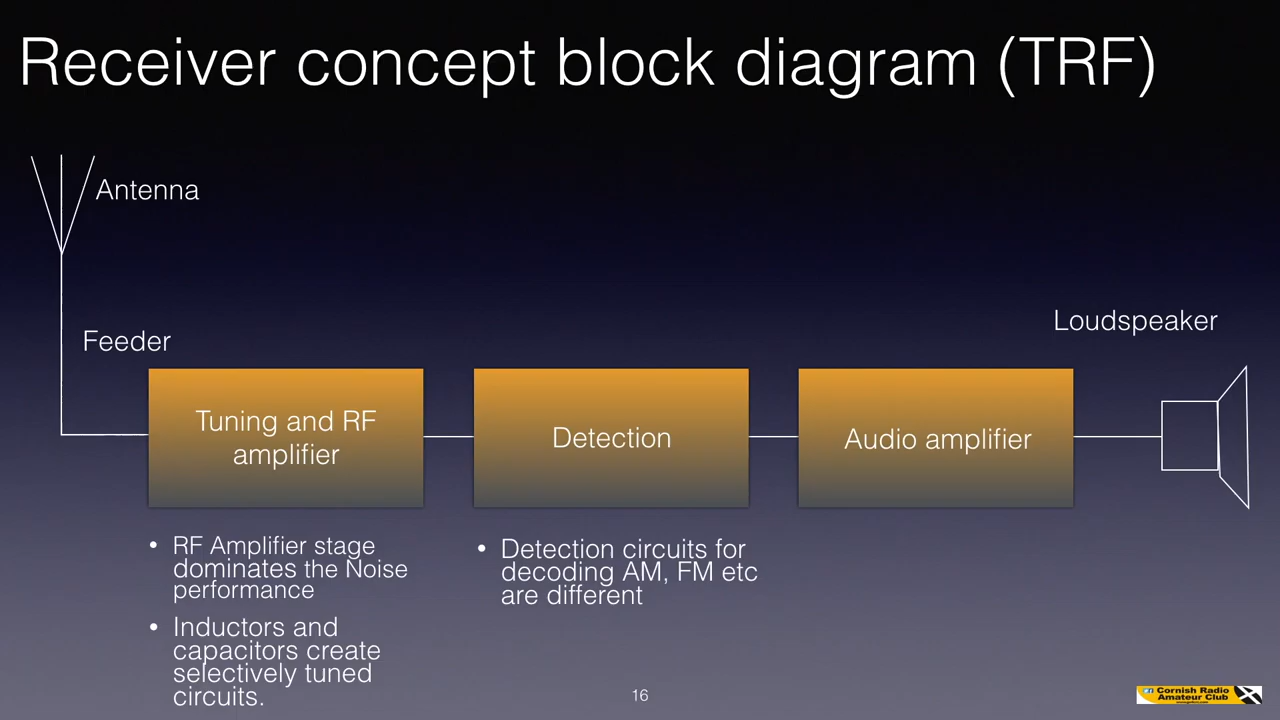 Receiver concept block diagram (TRF)
Antenna
Feeder
Loudspeaker
Tuning and RF
amplifier
Detection
Audio amplifier
• RF Amplifier stage
dominates the Noise
performance
• Inductors and
capacitors create
selectively tuned
circuits.
• Detection circuits for
decoding AM, FM etc
are different
16
Cornish Radio
Amateur Club